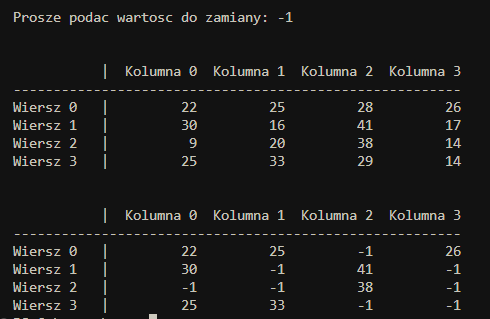 Prosze podac wartosc do zamiany: -1
| Kolumna 0 Kolumna 1 Kolumna 2 Kolumna 3
--------------------------------------------------------
Wiersz 0 | 22 25 28 26
Wiersz 1 | 30 16 41 17
Wiersz 2 | 9 20 38 14
Wiersz 3 | 25 33 29 14
| Kolumna 0 Kolumna 1 Kolumna 2 Kolumna 3
--------------------------------------------------------
Wiersz 0 | 22 25 -1 26
Wiersz 1 | 30 -1 41 -1
Wiersz 2 | -1 -1 38 -1
Wiersz 3 | 25 33 -1 -1